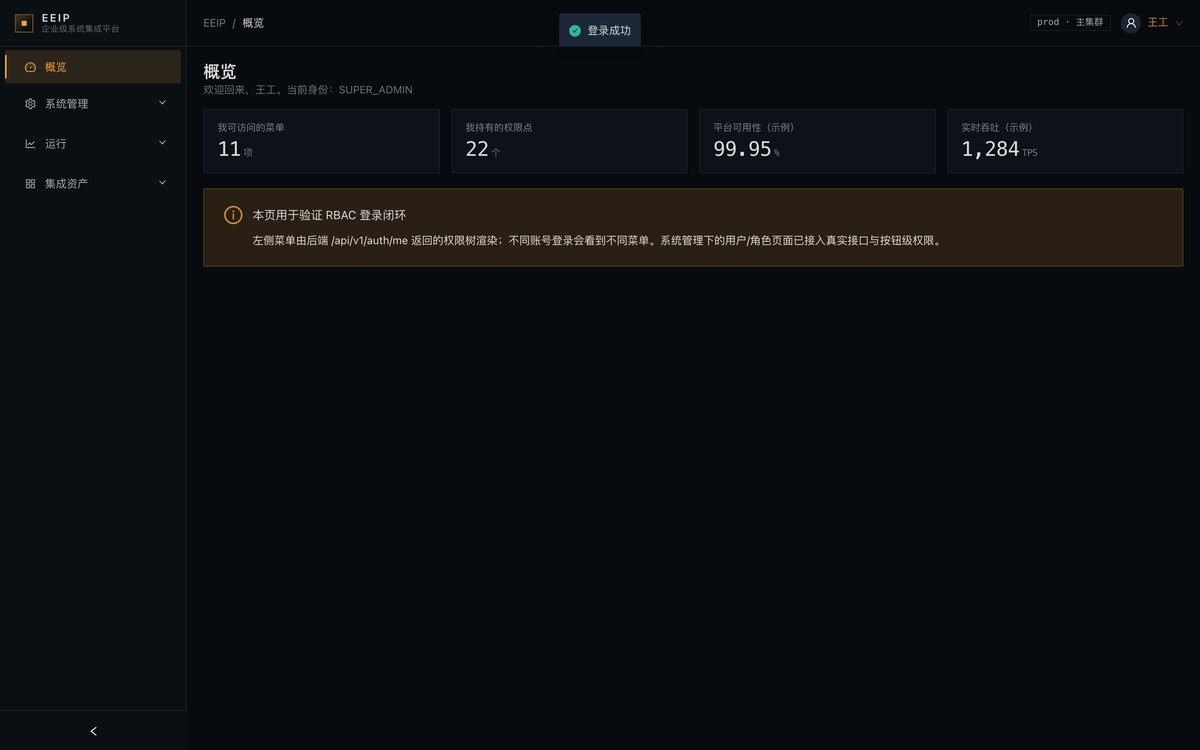 EEIP
企业级系统集成平台
EEIP / 概览
登录成功
prod · 主集群
王工
概览
系统管理
运行
集成资产
概览
欢迎回来，王工。当前身份：SUPER_ADMIN
我可访问的菜单
11 项
我持有的权限点
22 个
平台可用性（示例）
99.95 %
实时吞吐（示例）
1,284 TPS
本页用于验证 RBAC 登录闭环
左侧菜单由后端 /api/v1/auth/me 返回的权限树渲染；不同账号登录会看到不同菜单。系统管理下的用户/角色页面已接入真实接口与按钮级权限。